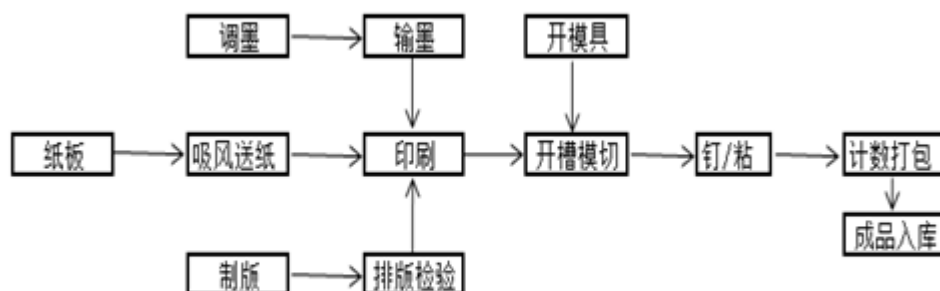 调墨
输墨
开模具
纸板
吸风送纸
印刷
开槽模切
钉/粘
计数打包
成品入库
制版
排版检验